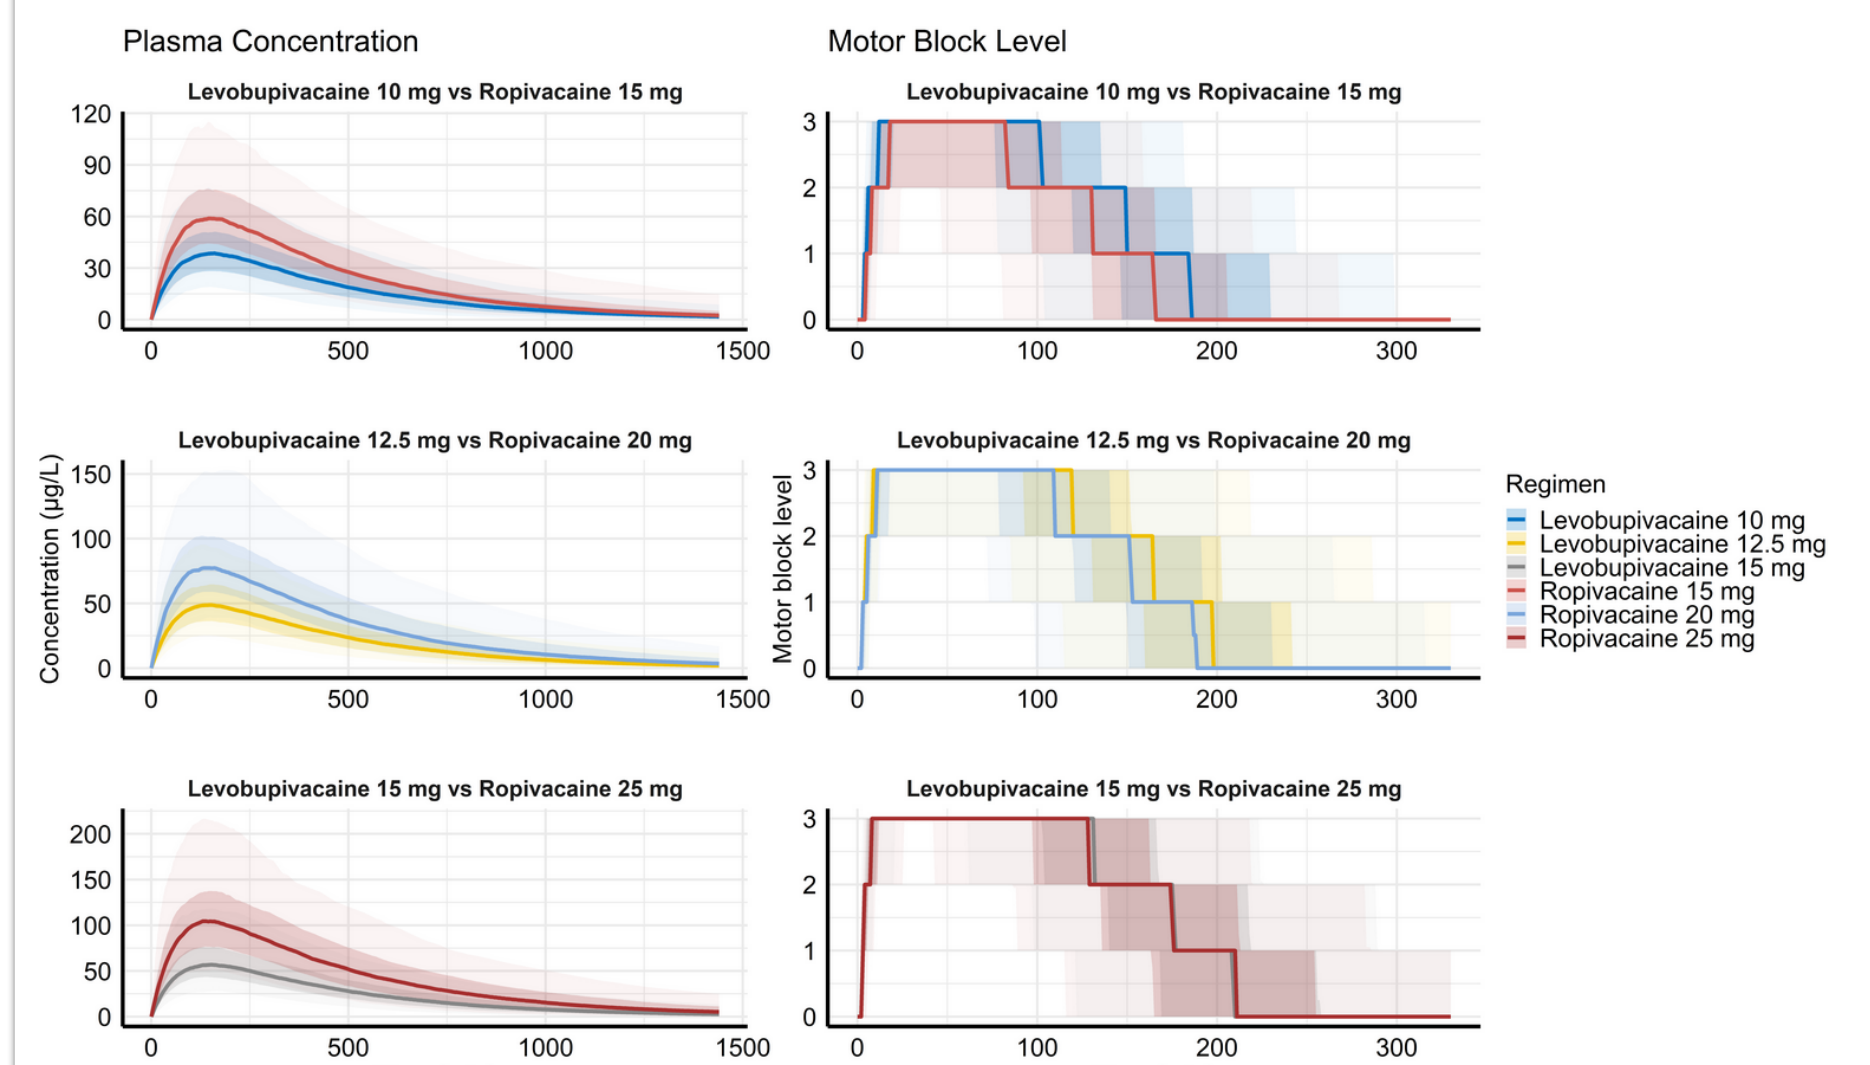 Plasma Concentration
Motor Block Level
Levobupivacaine 10 mg vs Ropivacaine 15 mg
120
90
60
30
0
0 500 1000 1500
Levobupivacaine 10 mg vs Ropivacaine 15 mg
3
2
1
0
0 100 200 300
Concentration (µg/L)
Levobupivacaine 12.5 mg vs Ropivacaine 20 mg
150
100
50
0
0 500 1000 1500
Motor block level
Levobupivacaine 12.5 mg vs Ropivacaine 20 mg
3
2
1
0
0 100 200 300
Levobupivacaine 15 mg vs Ropivacaine 25 mg
200
150
100
50
0
0 500 1000 1500
Levobupivacaine 15 mg vs Ropivacaine 25 mg
3
2
1
0
0 100 200 300
Regimen
Levobupivacaine 10 mg
Levobupivacaine 12.5 mg
Levobupivacaine 15 mg
Ropivacaine 15 mg
Ropivacaine 20 mg
Ropivacaine 25 mg